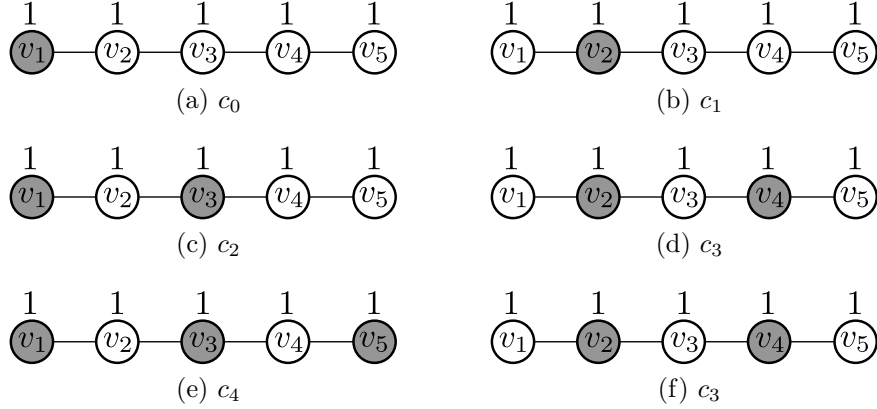 1 1 1 1 1 1 1 1 1 1
v₁ v₂ v₃ v₄ v₅ v₁ v₂ v₃ v₄ v₅
(a) c₀ (b) c₁
1 1 1 1 1 1 1 1 1 1
v₁ v₂ v₃ v₄ v₅ v₁ v₂ v₃ v₄ v₅
(c) c₂ (d) c₃
1 1 1 1 1 1 1 1 1 1
v₁ v₂ v₃ v₄ v₅ v₁ v₂ v₃ v₄ v₅
(e) c₄ (f) c₃